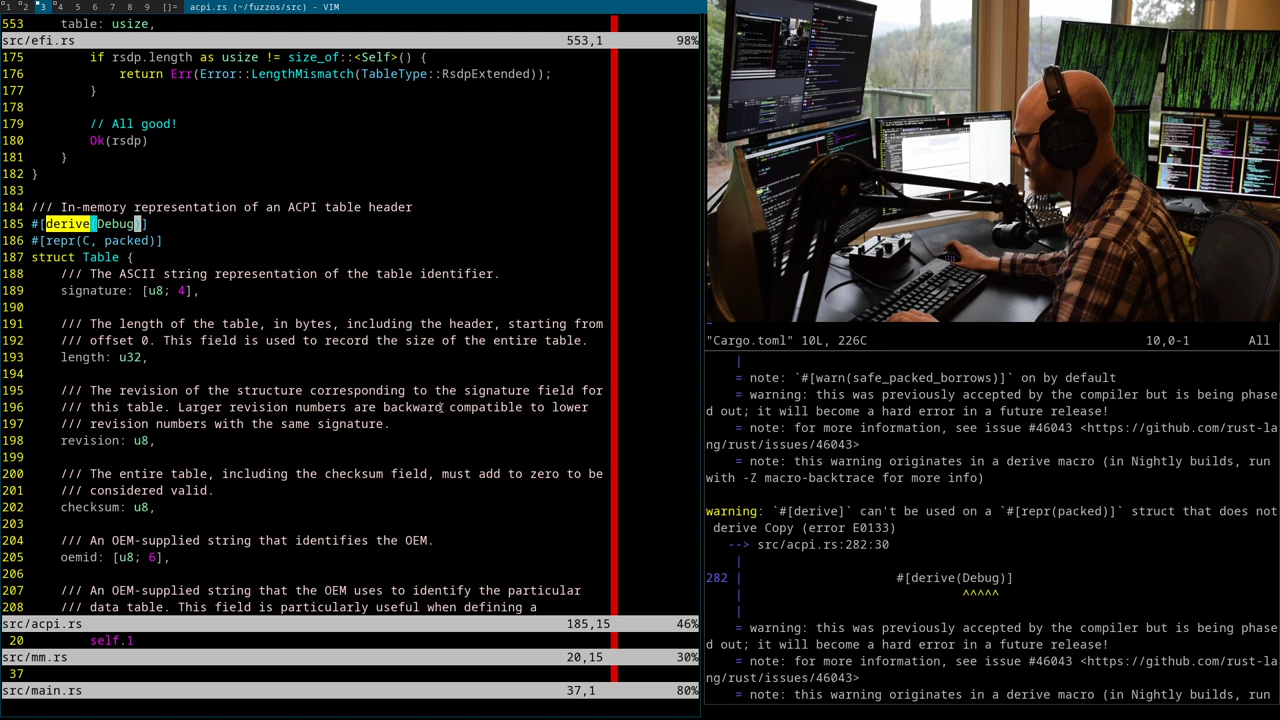 1 2 3 4 5 6 7 8 9 []= acpi.rs (~/fuzzos/src) - VIM
553 table: usize,
src/efi.rs 553,1 98%
175 if rsdp.length as usize != size_of::<Self>() {
176 return Err(Error::LengthMismatch(TableType::RsdpExtended));
177 }
178
179 // All good!
180 Ok(rsdp)
181 }
182 }
183
184 /// In-memory representation of an ACPI table header
185 #[derive(Debug)]
186 #[repr(C, packed)]
187 struct Table {
188 /// The ASCII string representation of the table identifier.
189 signature: [u8; 4],
190
191 /// The length of the table, in bytes, including the header, starting from
192 /// offset 0. This field is used to record the size of the entire table.
193 length: u32,
194
195 /// The revision of the structure corresponding to the signature field for
196 /// this table. Larger revision numbers are backward compatible to lower
197 /// revision numbers with the same signature.
198 revision: u8,
199
200 /// The entire table, including the checksum field, must add to zero to be
201 /// considered valid.
202 checksum: u8,
203
204 /// An OEM-supplied string that identifies the OEM.
205 oemid: [u8; 6],
206
207 /// An OEM-supplied string that the OEM uses to identify the particular
208 /// data table. This field is particularly useful when defining a
src/acpi.rs 185,15 46%
20 self.1
src/mm.rs 20,15 30%
37
src/main.rs 37,1 80%
~
"Cargo.toml" 10L, 226C 10,0-1 All
|
= note: `#[warn(safe_packed_borrows)]` on by default
= warning: this was previously accepted by the compiler but is being phase
d out; it will become a hard error in a future release!
= note: for more information, see issue #46043 <https://github.com/rust-la
ng/rust/issues/46043>
= note: this warning originates in a derive macro (in Nightly builds, run
with -Z macro-backtrace for more info)
warning: `#[derive]` can't be used on a `#[repr(packed)]` struct that does not
derive Copy (error E0133)
--> src/acpi.rs:282:30
|
282 | #[derive(Debug)]
| ^^^^^
|
= warning: this was previously accepted by the compiler but is being phase
d out; it will become a hard error in a future release!
= note: for more information, see issue #46043 <https://github.com/rust-la
ng/rust/issues/46043>
= note: this warning originates in a derive macro (in Nightly builds, run